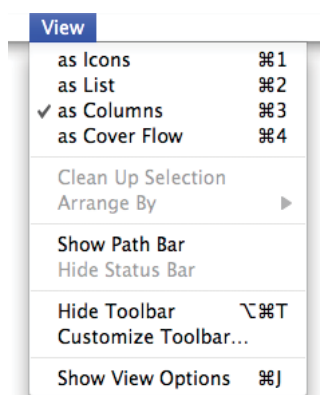 View
as Icons ⌘1
as List ⌘2
✓ as Columns ⌘3
as Cover Flow ⌘4
Clean Up Selection
Arrange By ▶
Show Path Bar
Hide Status Bar
Hide Toolbar ⌥⌘T
Customize Toolbar...
Show View Options ⌘J